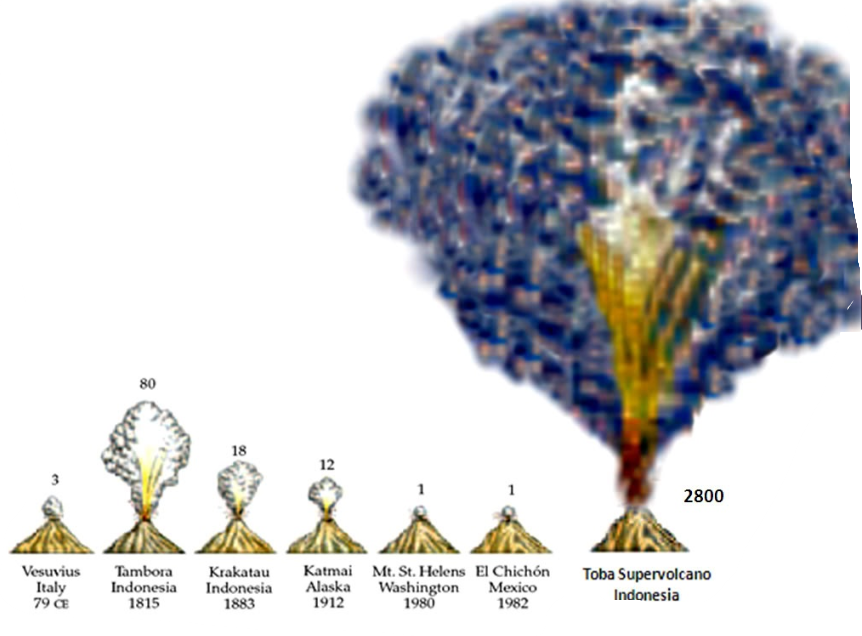 80
3
18
12
1
1
2800
Vesuvius
Italy
79 CE
Tambora
Indonesia
1815
Krakatau
Indonesia
1883
Katmai
Alaska
1912
Mt. St. Helens
Washington
1980
El Chichón
Mexico
1982
Toba Supervolcano
Indonesia